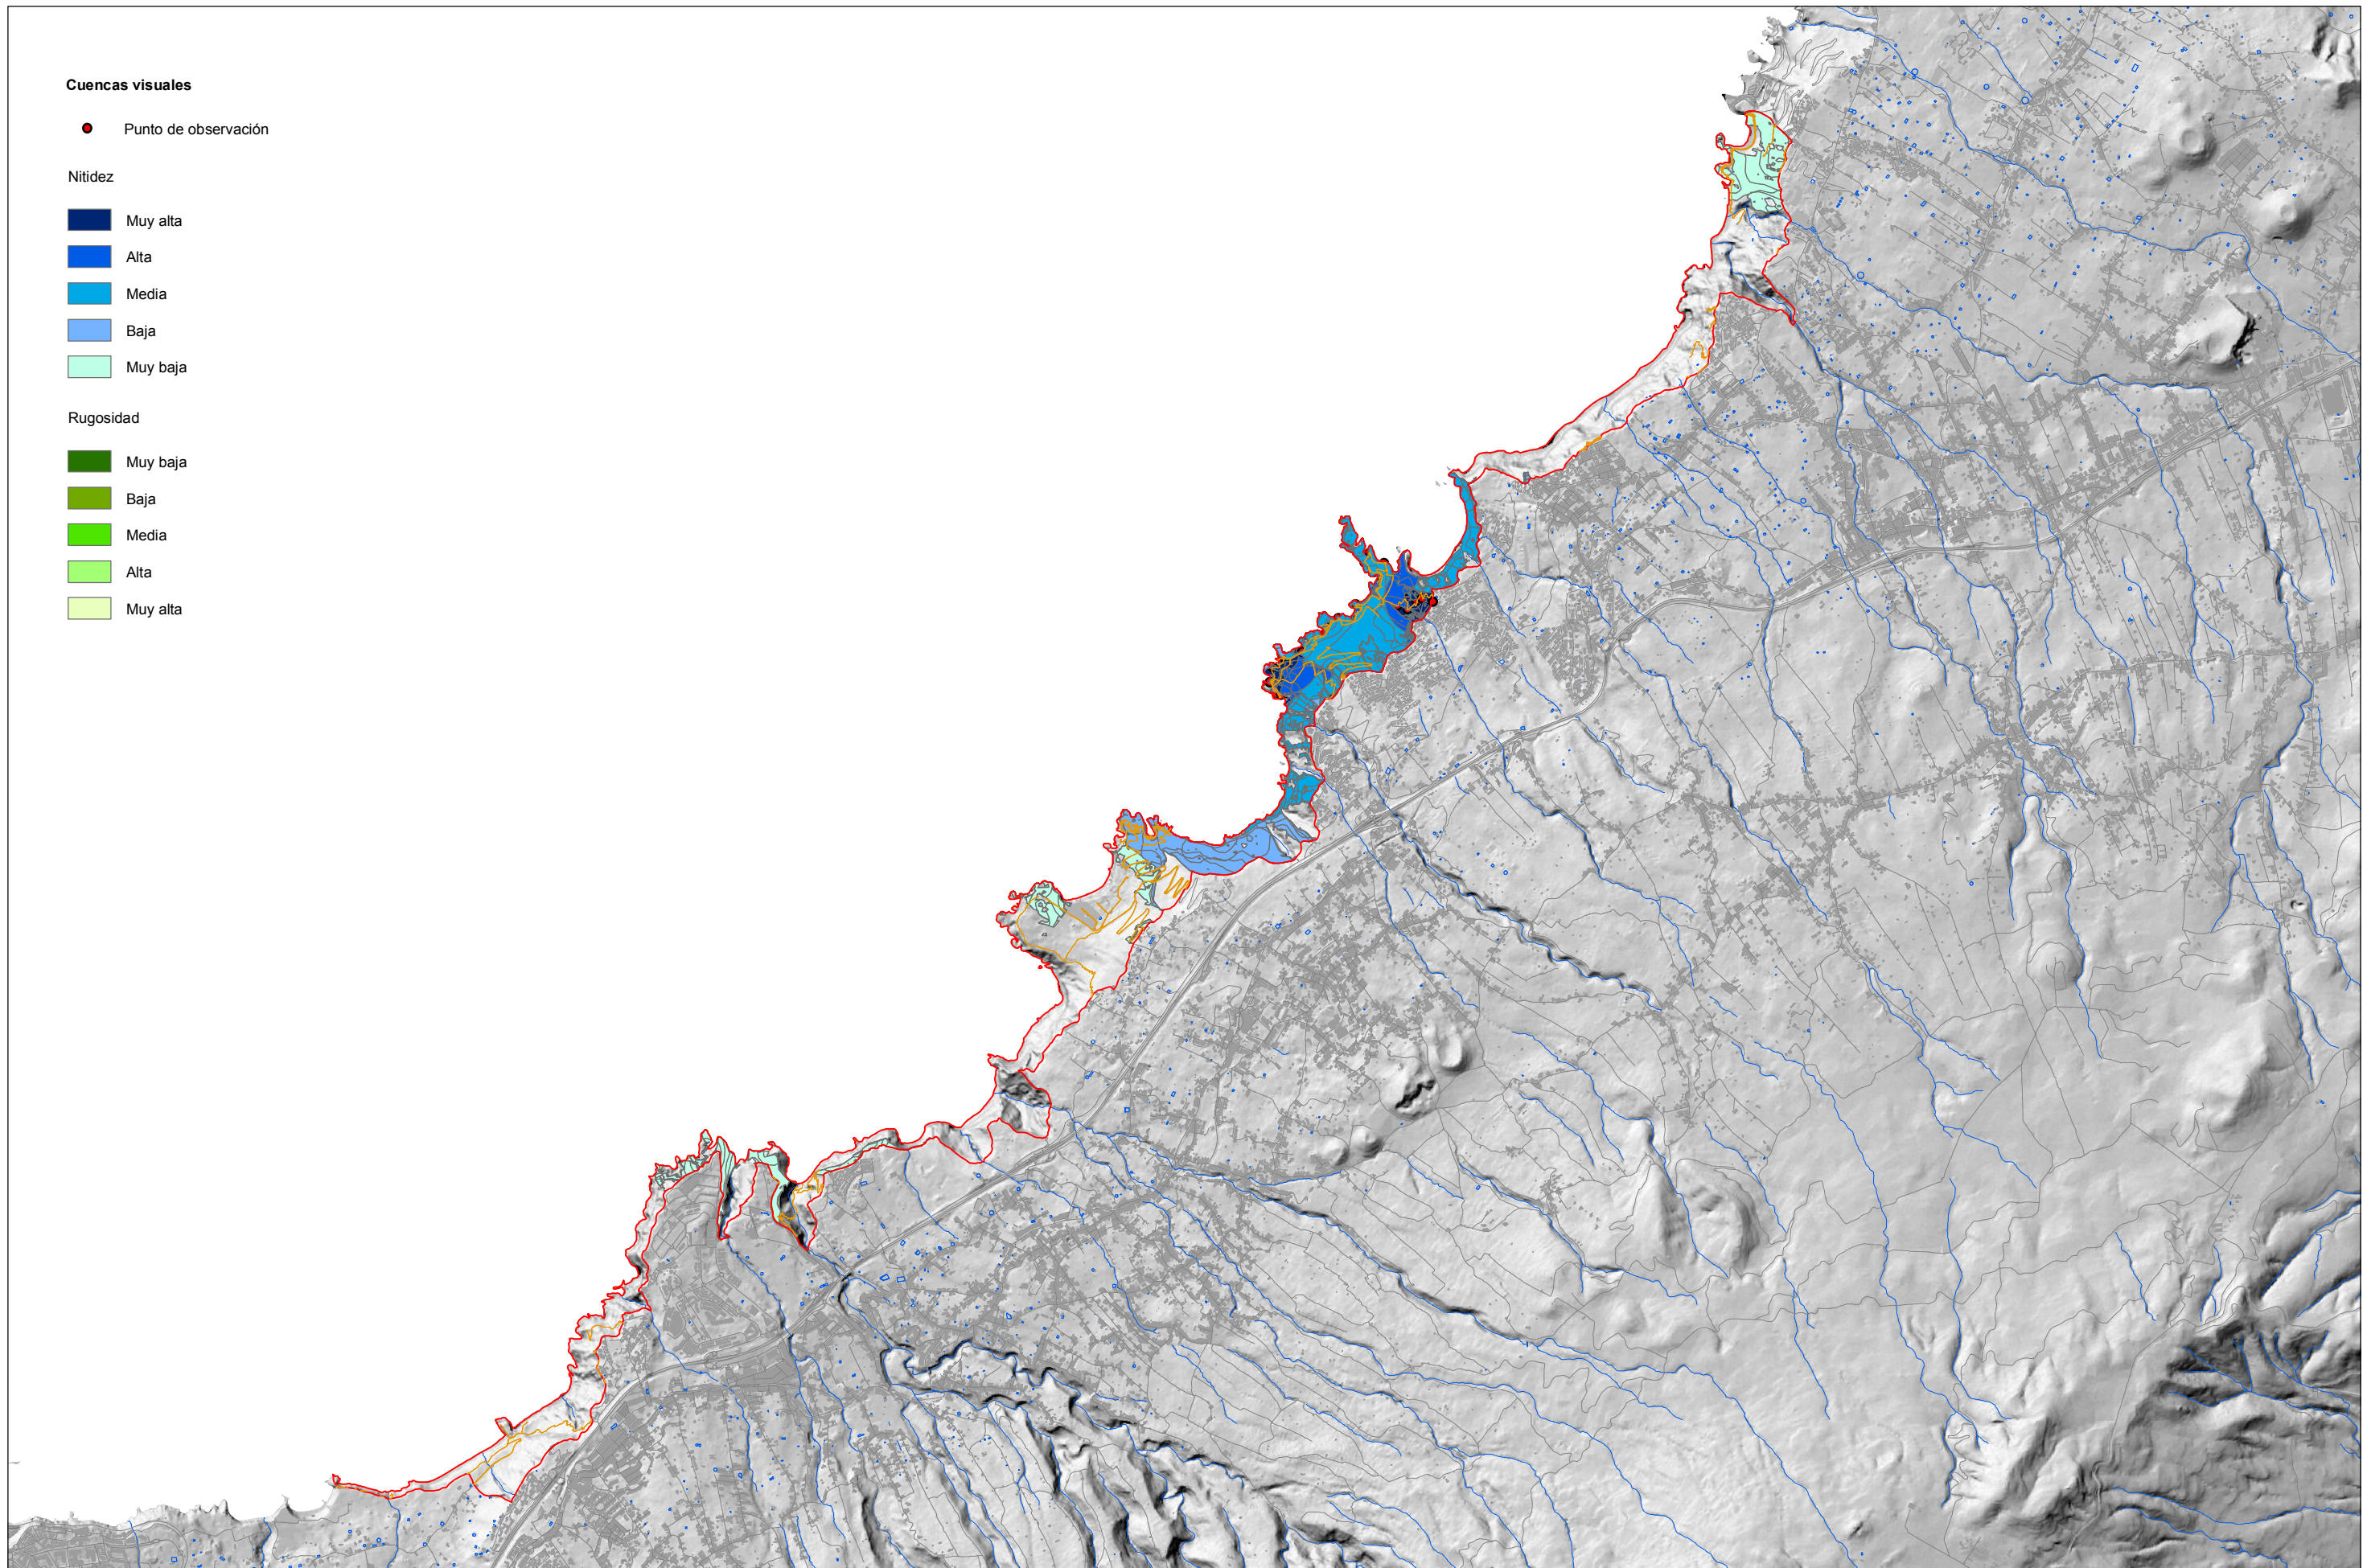 Cuencas visuales
Punto de observación
Nitidez
Muy alta
Alta
Media
Baja
Muy baja
Rugosidad
Muy baja
Baja
Media
Alta
Muy alta